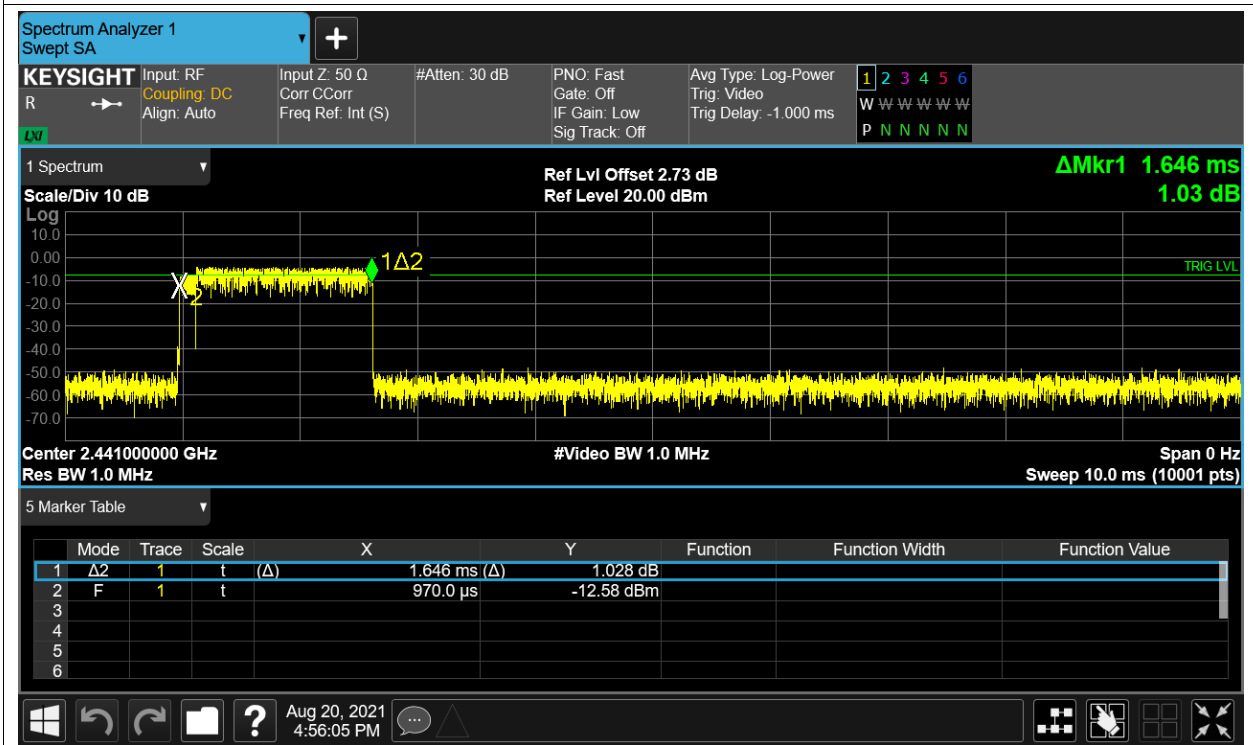 Spectrum Analyzer 1
Swept SA
KEYSIGHT Input: RF Input Z: 50 Ω #Atten: 30 dB PNO: Fast Avg Type: Log-Power 1 2 3 4 5 6
R Coupling: DC Corr CCorr Gate: Off Trig: Video W W W W W W
Align: Auto Freq Ref: Int (S) IF Gain: Low Trig Delay: -1.000 ms
LXI Sig Track: Off P N N N N N
1 Spectrum Ref Lvl Offset 2.73 dB ΔMkr1 1.646 ms
Scale/Div 10 dB Ref Level 20.00 dBm 1.03 dB
Log
10.0
0.00 1Δ2
TRIG LVL
-10.0
X 2
-20.0
-30.0
-40.0
-50.0
-60.0
-70.0
Center 2.441000000 GHz #Video BW 1.0 MHz Span 0 Hz
Res BW 1.0 MHz Sweep 10.0 ms (10001 pts)
5 Marker Table
Mode Trace Scale X Y Function Function Width Function Value
1 Δ2 1 t (Δ) 1.646 ms (Δ) 1.028 dB
2 F 1 t 970.0 µs -12.58 dBm
3
4
5
6
? Aug 20, 2021
4:56:05 PM